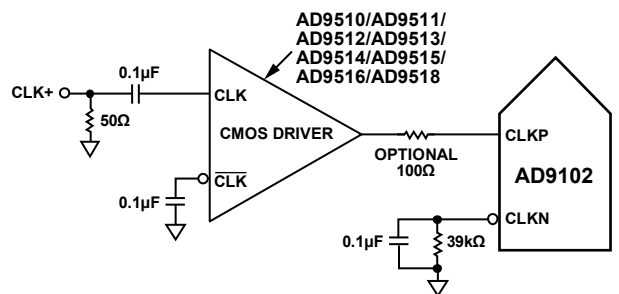 AD9510/AD9511/
AD9512/AD9513/
AD9514/AD9515/
AD9516/AD9518
0.1µF
CLK+
CLK
50Ω
CMOS DRIVER
CLKP
OPTIONAL
100Ω
AD9102
CLK
0.1µF
CLKN
0.1µF
39kΩ